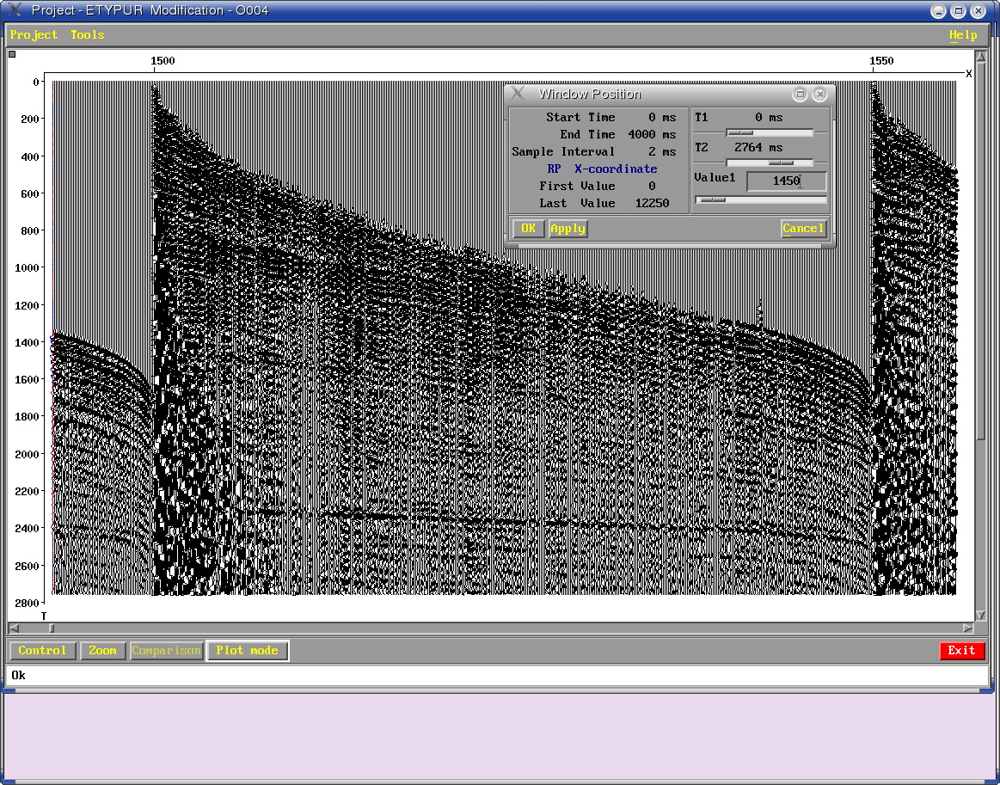 Project - ETYPUR Modification - O004
Project Tools Help
1500 1550
X
0
200
400
600
800
1000
1200
1400
1600
1800
2000
2200
2400
2600
2800
T
Window Position
Start Time 0 ms
End Time 4000 ms
Sample Interval 2 ms
RP X-coordinate
First Value 0
Last Value 12250
T1 0 ms
T2 2764 ms
Value1 1450
OK Apply Cancel
Control Zoom Comparison Plot mode Exit
Ok